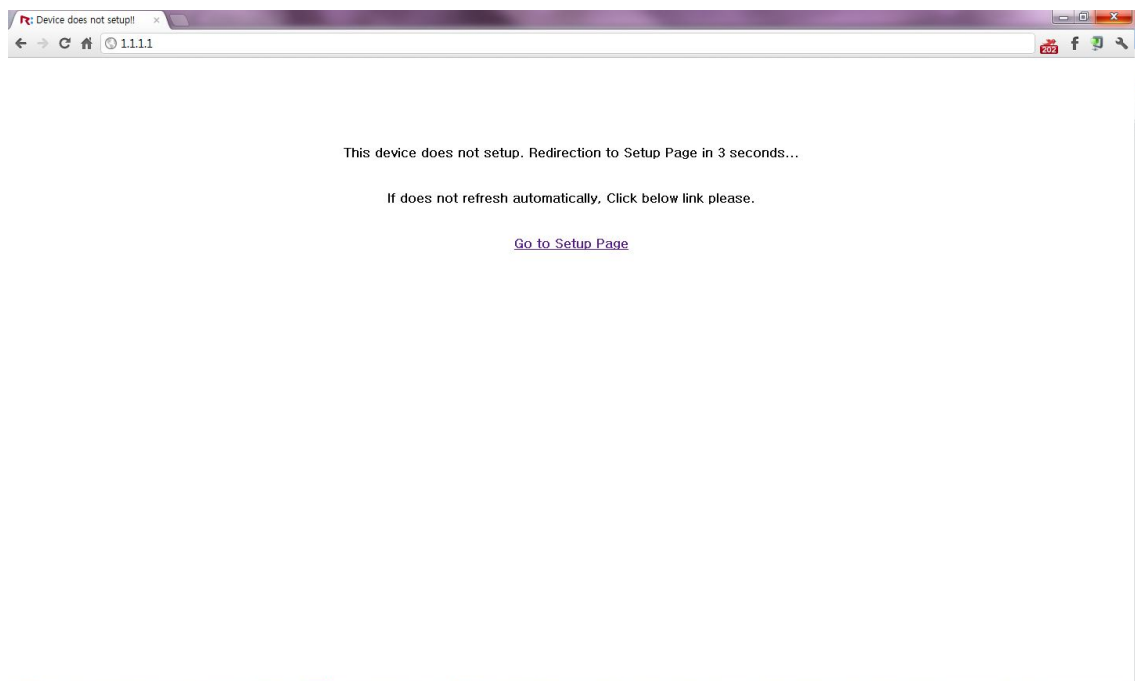 R: Device does not setup!!
1.1.1.1
202
This device does not setup. Redirection to Setup Page in 3 seconds...
If does not refresh automatically, Click below link please.
Go to Setup Page